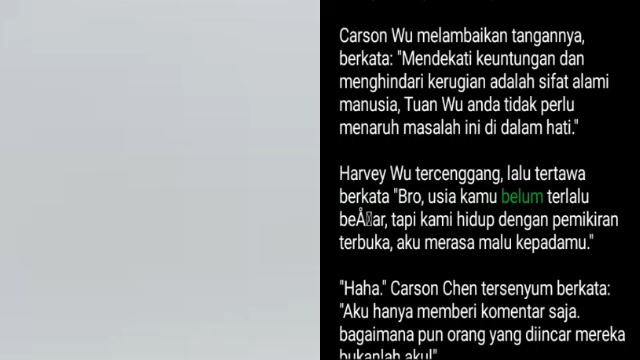 Carson Wu melambaikan tangannya,
berkata: "Mendekati keuntungan dan
menghindari kerugian adalah sifat alami
manusia, Tuan Wu anda tidak perlu
menaruh masalah ini di dalam hati."
Harvey Wu tercenggang, lalu tertawa
berkata "Bro, usia kamu belum terlalu
beÅ▯ar, tapi kami hidup dengan pemikiran
terbuka, aku merasa malu kepadamu."
"Haha." Carson Chen tersenyum berkata:
"Aku hanya memberi komentar saja.
bagaimana pun orang yang diincar mereka
bukanlah aku!"